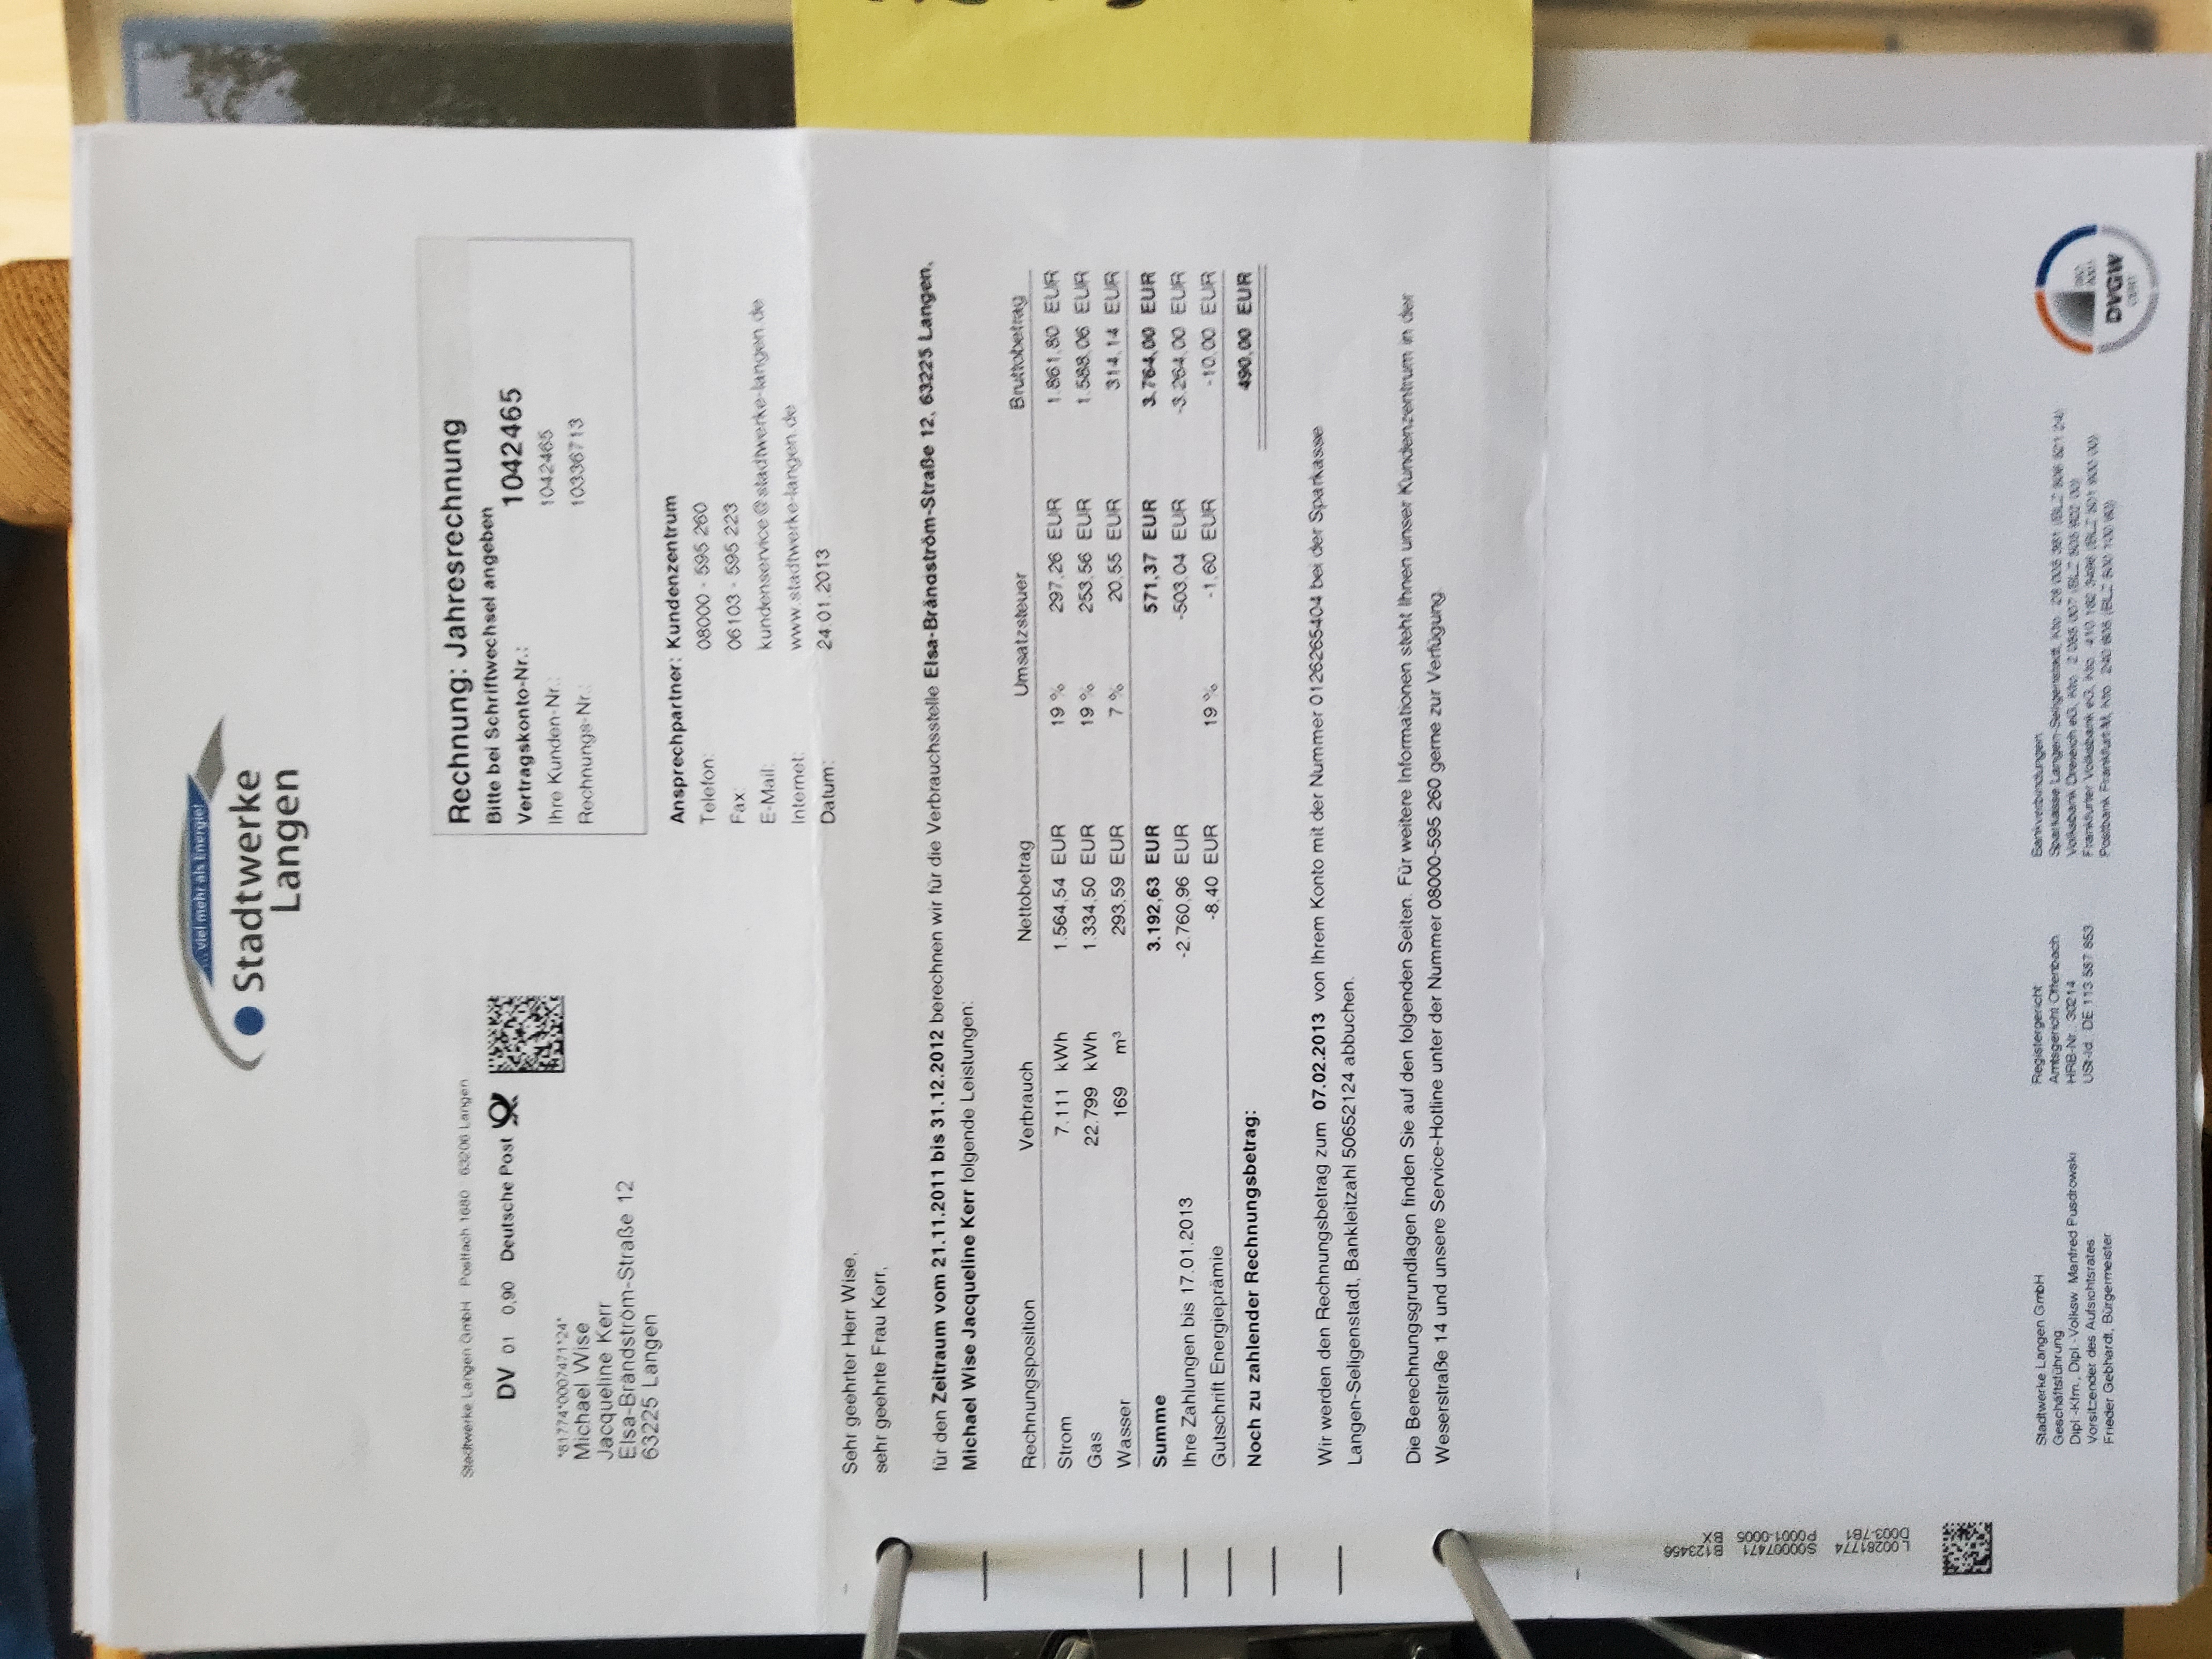 ... viel mehr als Energie!
Stadtwerke
Langen
Stadtwerke Langen GmbH Postfach 1680 63206 Langen
DV 01 0,90 Deutsche Post
*81774*0007471*24*
Michael Wise
Jacqueline Kerr
Elsa-Brändström-Straße 12
63225 Langen
Rechnung: Jahresrechnung
Bitte bei Schriftwechsel angeben
Vertragskonto-Nr.: 1042465
Ihre Kunden-Nr.: 1042465
Rechnungs-Nr.: 10336713
Ansprechpartner: Kundenzentrum
Telefon: 08000 - 595 260
Fax: 06103 - 595 223
E-Mail: kundenservice@stadtwerke-langen.de
Internet: www.stadtwerke-langen.de
Datum: 24.01.2013
Sehr geehrter Herr Wise,
sehr geehrte Frau Kerr,
für den Zeitraum vom 21.11.2011 bis 31.12.2012 berechnen wir für die Verbrauchsstelle Elsa-Brändström-Straße 12, 63225 Langen,
Michael Wise Jacqueline Kerr folgende Leistungen:
Rechnungsposition Verbrauch Nettobetrag Umsatzsteuer Bruttobetrag
Strom 7.111 kWh 1.564,54 EUR 19 % 297,26 EUR 1.861,80 EUR
Gas 22.799 kWh 1.334,50 EUR 19 % 253,56 EUR 1.588,06 EUR
Wasser 169 m³ 293,59 EUR 7 % 20,55 EUR 314,14 EUR
Summe 3.192,63 EUR 571,37 EUR 3.764,00 EUR
Ihre Zahlungen bis 17.01.2013 -2.760,96 EUR -503,04 EUR -3.264,00 EUR
Gutschrift Energieprämie -8,40 EUR 19 % -1,60 EUR -10,00 EUR
Noch zu zahlender Rechnungsbetrag: 490,00 EUR
Wir werden den Rechnungsbetrag zum 07.02.2013 von Ihrem Konto mit der Nummer 0126265404 bei der Sparkasse
Langen-Seligenstadt, Bankleitzahl 50652124 abbuchen.
Die Berechnungsgrundlagen finden Sie auf den folgenden Seiten. Für weitere Informationen steht Ihnen unser Kundenzentrum in der
Weserstraße 14 und unsere Service-Hotline unter der Nummer 08000-595 260 gerne zur Verfügung.
L00281774 S00007471 B123456
D003-7B1 P0001-0005 BX
Stadtwerke Langen GmbH
Geschäftsführung
Dipl.-Kfm., Dipl.-Volksw. Manfred Pusdrowski
Vorsitzender des Aufsichtsrates
Frieder Gebhardt, Bürgermeister
Registergericht
Amtsgericht Offenbach
HRB-Nr.: 30214
USt-Id.: DE 113 587 853
Bankverbindungen
Sparkasse Langen-Seligenstadt, Kto. 28 005 381 (BLZ 506 521 24)
Volksbank Dreieich eG, Kto. 2 085 007 (BLZ 505 922 00)
Frankfurter Volksbank eG, Kto. 410 182 3496 (BLZ 501 900 00)
Postbank Frankfurt/M, Kto. 240 605 (BLZ 500 100 60)
DVGW
CERT